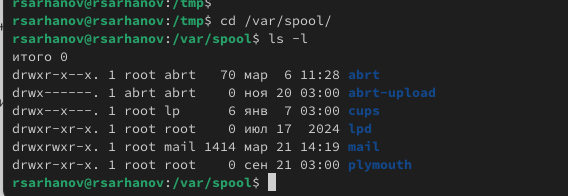 rsarhanov@rsarhanov:/tmp$
rsarhanov@rsarhanov:/tmp$ cd /var/spool/
rsarhanov@rsarhanov:/var/spool$ ls -l
итого 0
drwxr-x--x. 1 root abrt   70 мар  6 11:28 abrt
drwx------. 1 abrt abrt    0 ноя 20 03:00 abrt-upload
drwx--x---. 1 root lp      6 янв  7 03:00 cups
drwxr-xr-x. 1 root root    0 июл 17  2024 lpd
drwxrwxr-x. 1 root mail 1414 мар 21 14:19 mail
drwxr-xr-x. 1 root root    0 сен 21 03:00 plymouth
rsarhanov@rsarhanov:/var/spool$